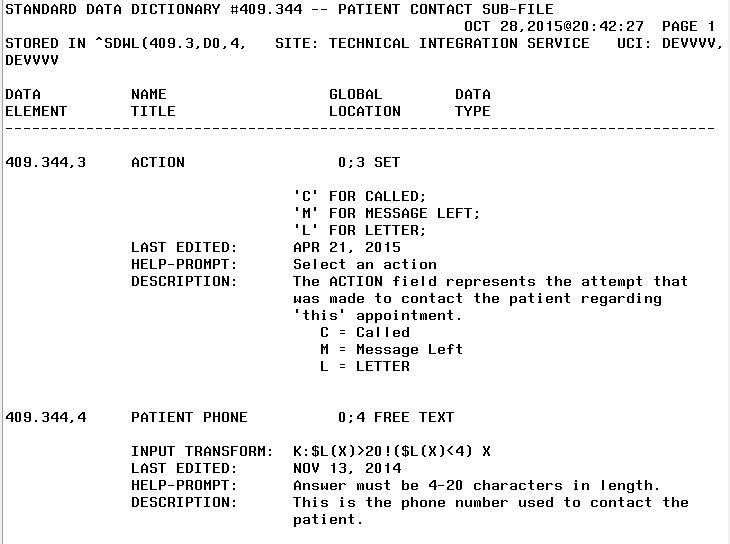 STANDARD DATA DICTIONARY #409.344 -- PATIENT CONTACT SUB-FILE
OCT 28,2015@20:42:27 PAGE 1
STORED IN ^SDWL(409.3,D0,4, SITE: TECHNICAL INTEGRATION SERVICE UCI: DEVVVV,
DEVVVV
DATA NAME GLOBAL DATA
ELEMENT TITLE LOCATION TYPE
-------------------------------------------------------------------------------
409.344,3 ACTION 0;3 SET
'C' FOR CALLED;
'M' FOR MESSAGE LEFT;
'L' FOR LETTER;
LAST EDITED: APR 21, 2015
HELP-PROMPT: Select an action
DESCRIPTION: The ACTION field represents the attempt that
was made to contact the patient regarding
'this' appointment.
C = Called
M = Message Left
L = LETTER
409.344,4 PATIENT PHONE 0;4 FREE TEXT
INPUT TRANSFORM: K:$L(X)>20!($L(X)<4) X
LAST EDITED: NOV 13, 2014
HELP-PROMPT: Answer must be 4-20 characters in length.
DESCRIPTION: This is the phone number used to contact the
patient.